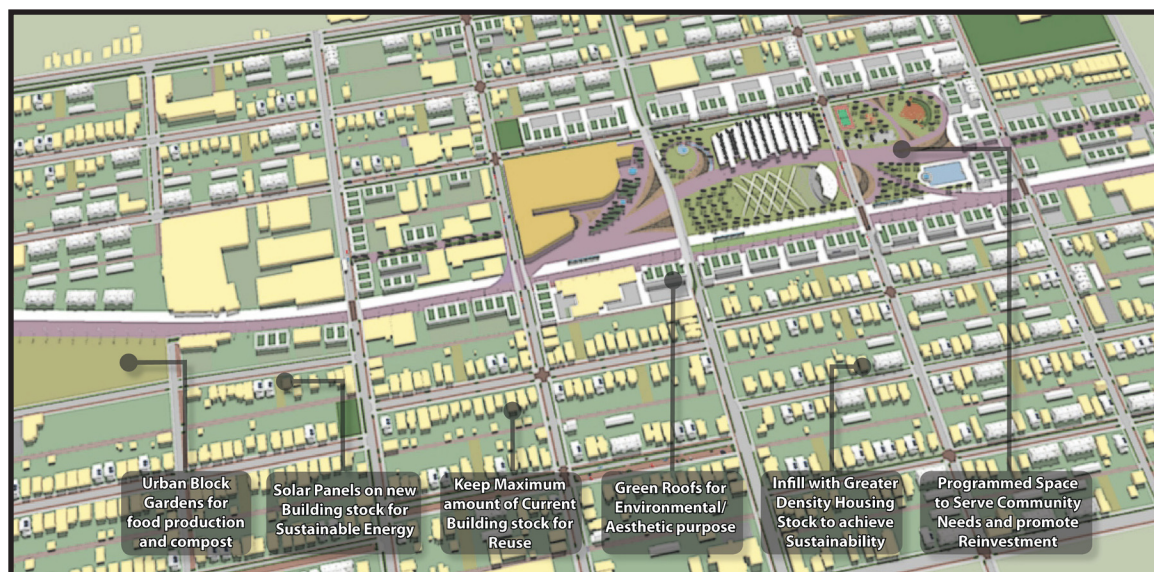 Urban Block
Gardens for
food production
and compost
Solar Panels on new
Building stock for
Sustainable Energy
Keep Maximum
amount of Current
Building stock for
Reuse
Green Roofs for
Environmental/
Aesthetic purpose
Infill with Greater
Density Housing
Stock to achieve
Sustainability
Programmed Space
to Serve Community
Needs and promote
Reinvestment